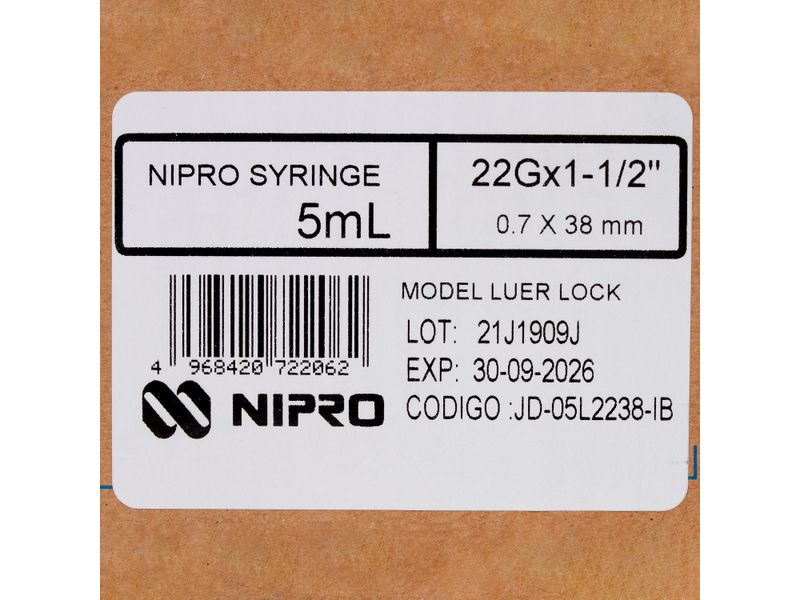 NIPRO SYRINGE
5mL
22Gx1-1/2"
0.7 X 38 mm
4 968420 722062
NIPRO
MODEL LUER LOCK
LOT: 21J1909J
EXP: 30-09-2026
CODIGO :JD-05L2238-IB